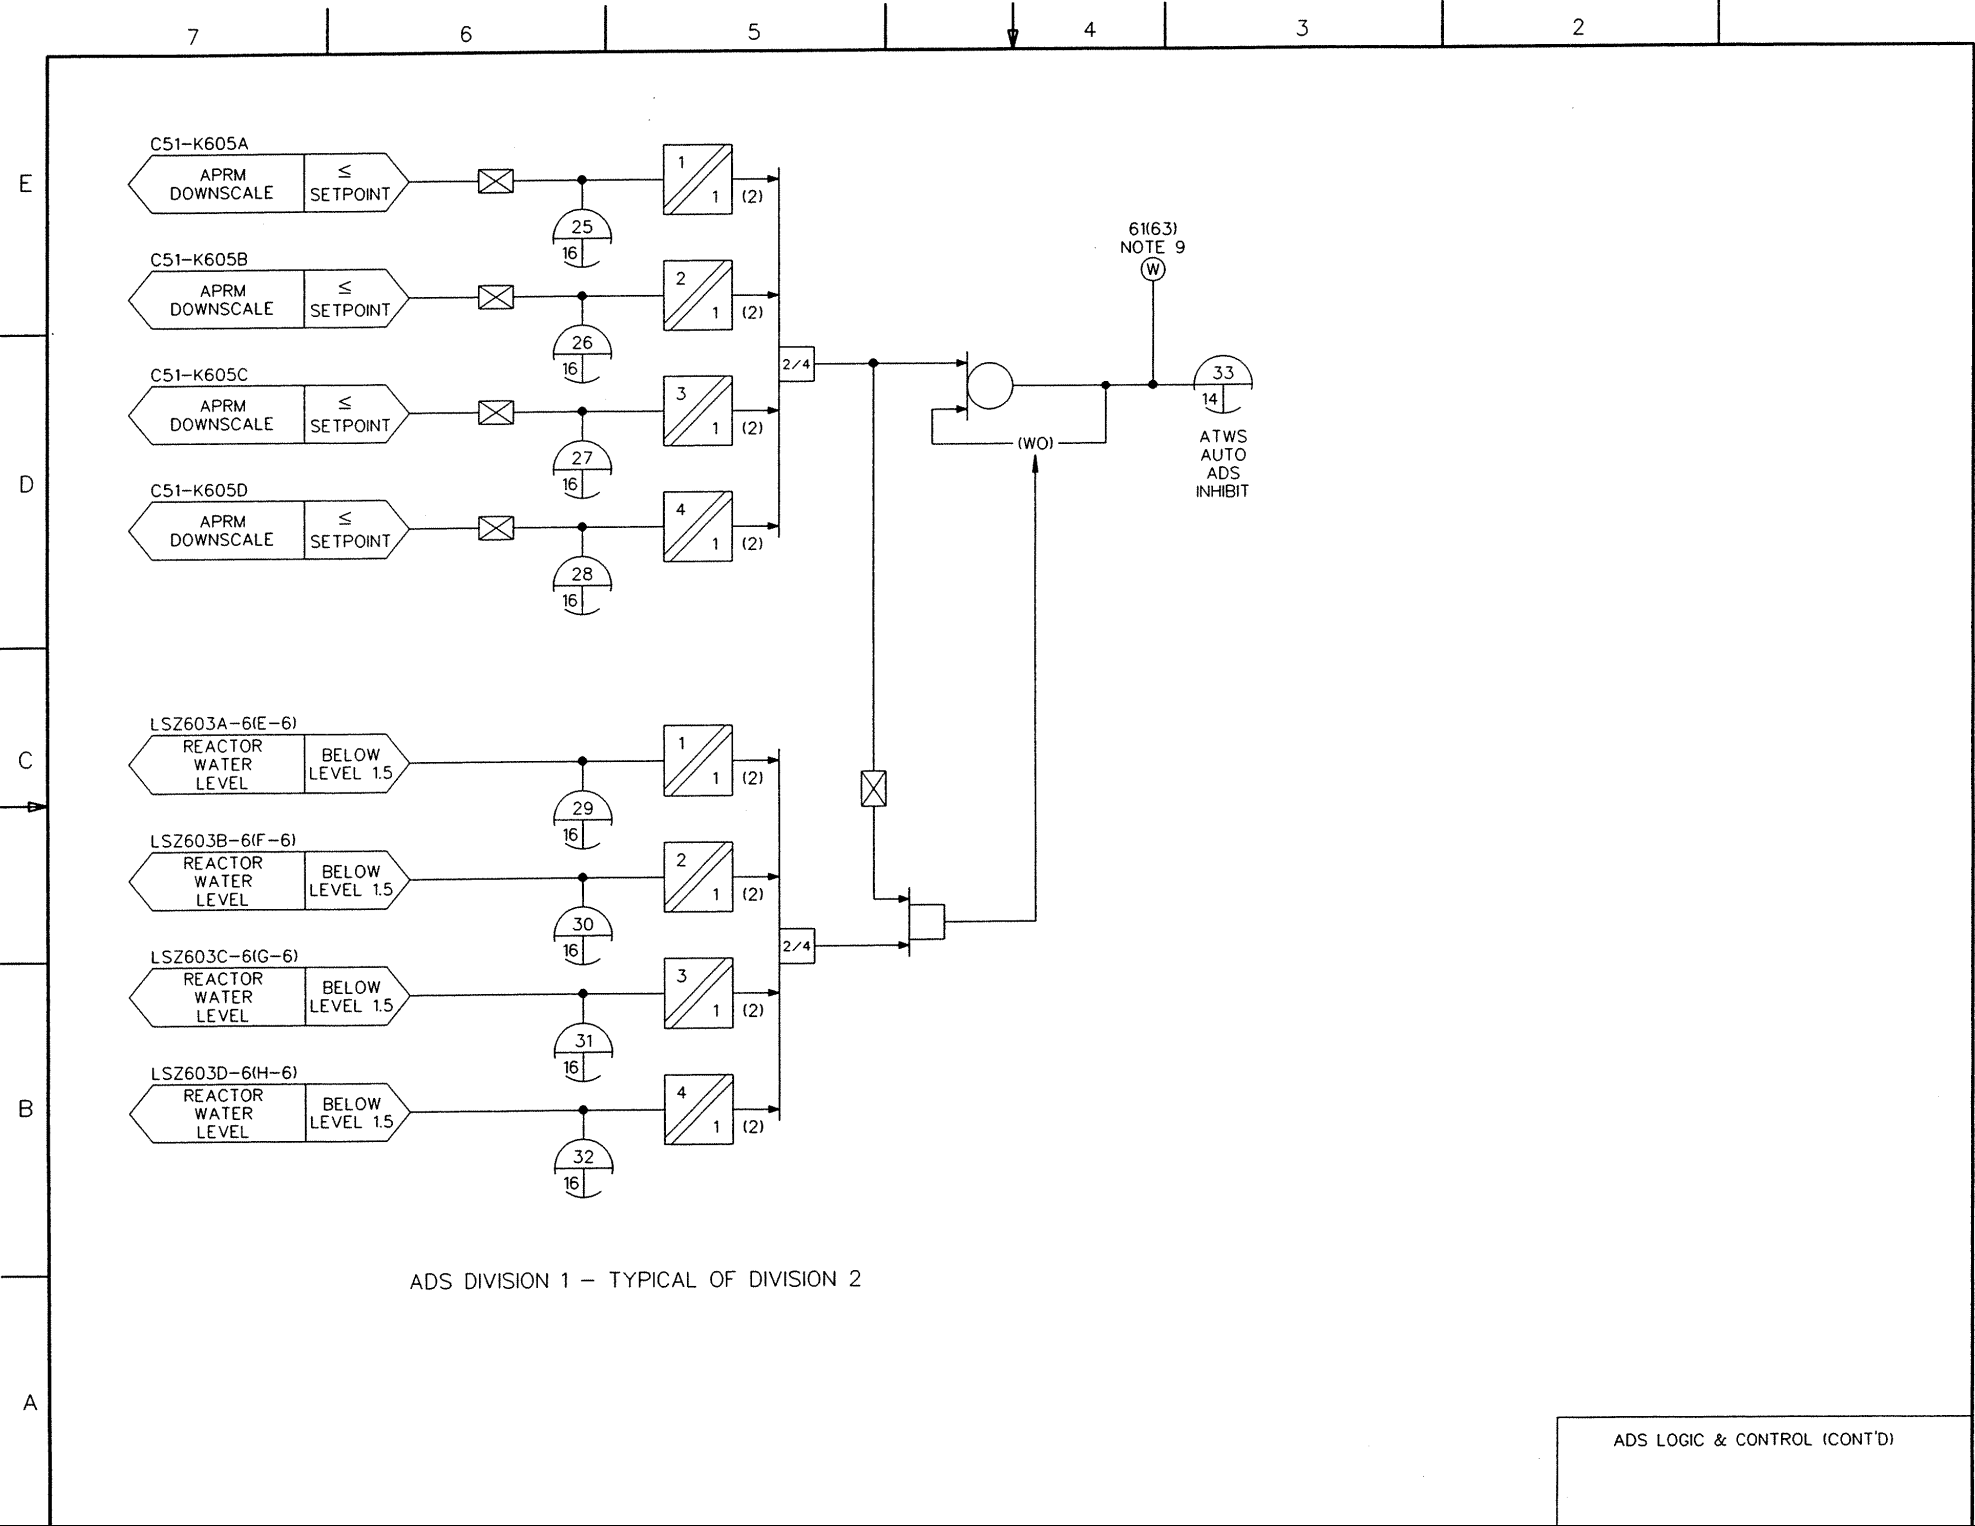 7 6 5 4 3 2
E
D
C
B
A
C51-K605A
APRM
DOWNSCALE
≤
SETPOINT
25
16
1
1
(2)
C51-K605B
APRM
DOWNSCALE
≤
SETPOINT
26
16
2
1
(2)
C51-K605C
APRM
DOWNSCALE
≤
SETPOINT
27
16
3
1
(2)
C51-K605D
APRM
DOWNSCALE
≤
SETPOINT
28
16
4
1
(2)
2/4
61(63)
NOTE 9
W
(WO)
33
14
ATWS
AUTO
ADS
INHIBIT
LSZ603A-6(E-6)
REACTOR
WATER
LEVEL
BELOW
LEVEL 1.5
29
16
1
1
(2)
LSZ603B-6(F-6)
REACTOR
WATER
LEVEL
BELOW
LEVEL 1.5
30
16
2
1
(2)
LSZ603C-6(G-6)
REACTOR
WATER
LEVEL
BELOW
LEVEL 1.5
31
16
3
1
(2)
LSZ603D-6(H-6)
REACTOR
WATER
LEVEL
BELOW
LEVEL 1.5
32
16
4
1
(2)
2/4
ADS DIVISION 1 – TYPICAL OF DIVISION 2
ADS LOGIC & CONTROL (CONT'D)